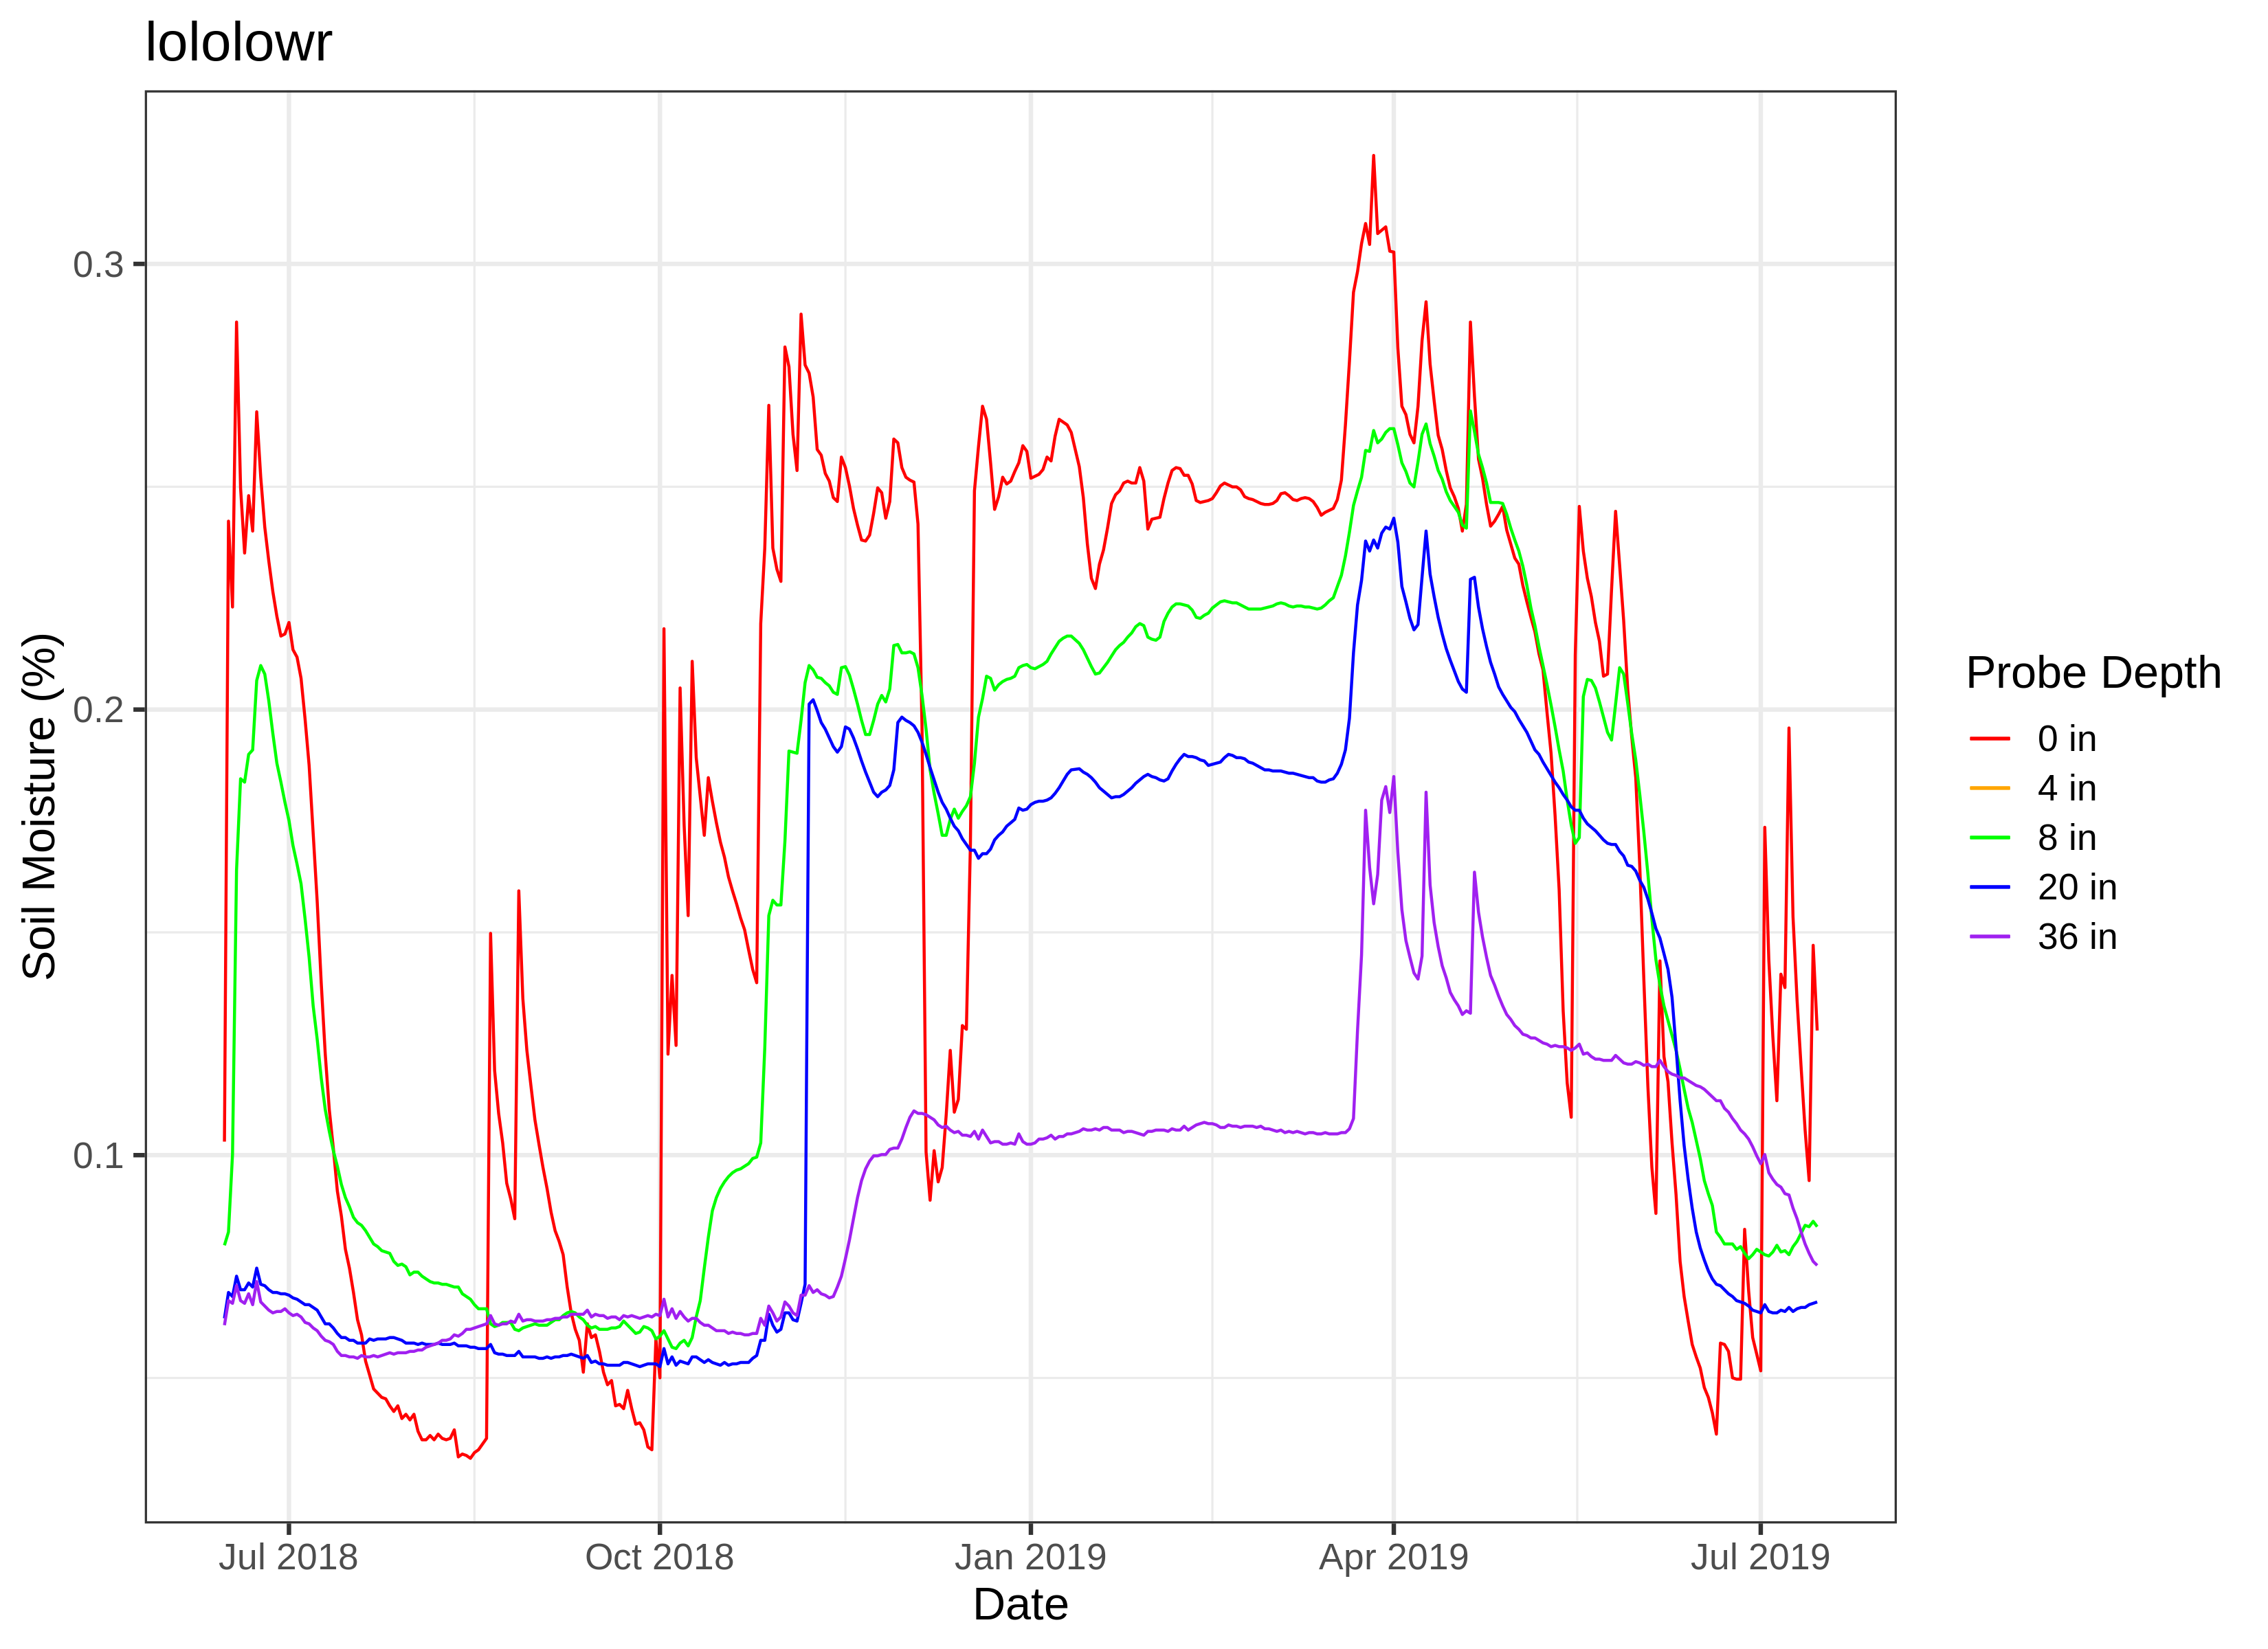 lololowr
0.3
0.2
0.1
Soil Moisture (%)
Jul 2018
Oct 2018
Jan 2019
Apr 2019
Jul 2019
Date
Probe Depth
0 in
4 in
8 in
20 in
36 in